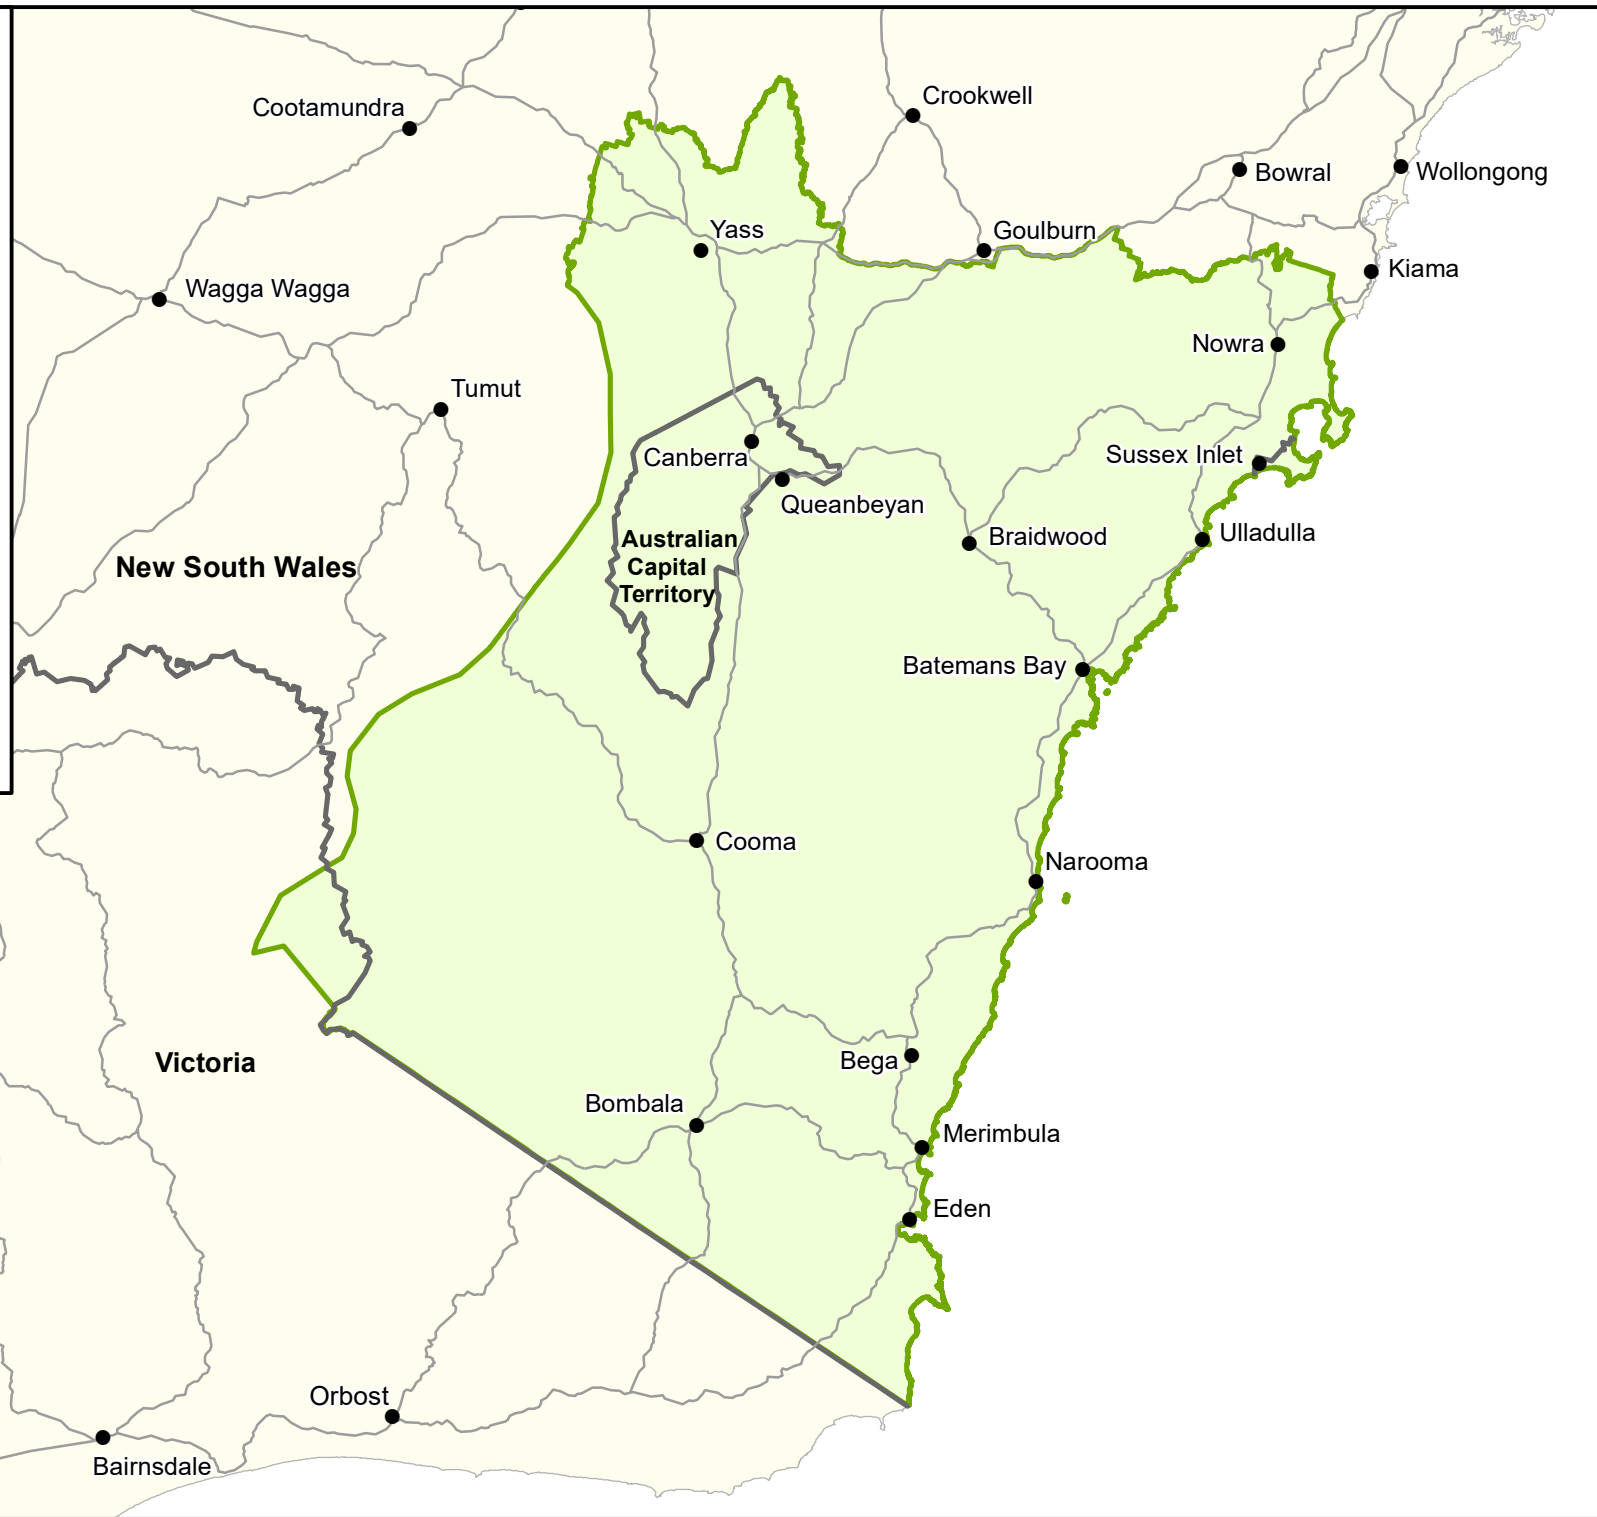 Crookwell
Cootamundra
Bowral
Wollongong
Yass
Goulburn
Kiama
Wagga Wagga
Nowra
Tumut
Canberra
Sussex Inlet
Queanbeyan
Braidwood
Ulladulla
Australian
Capital
Territory
New South Wales
Batemans Bay
Cooma
Narooma
Bega
Victoria
Bombala
Merimbula
Eden
Orbost
Bairnsdale